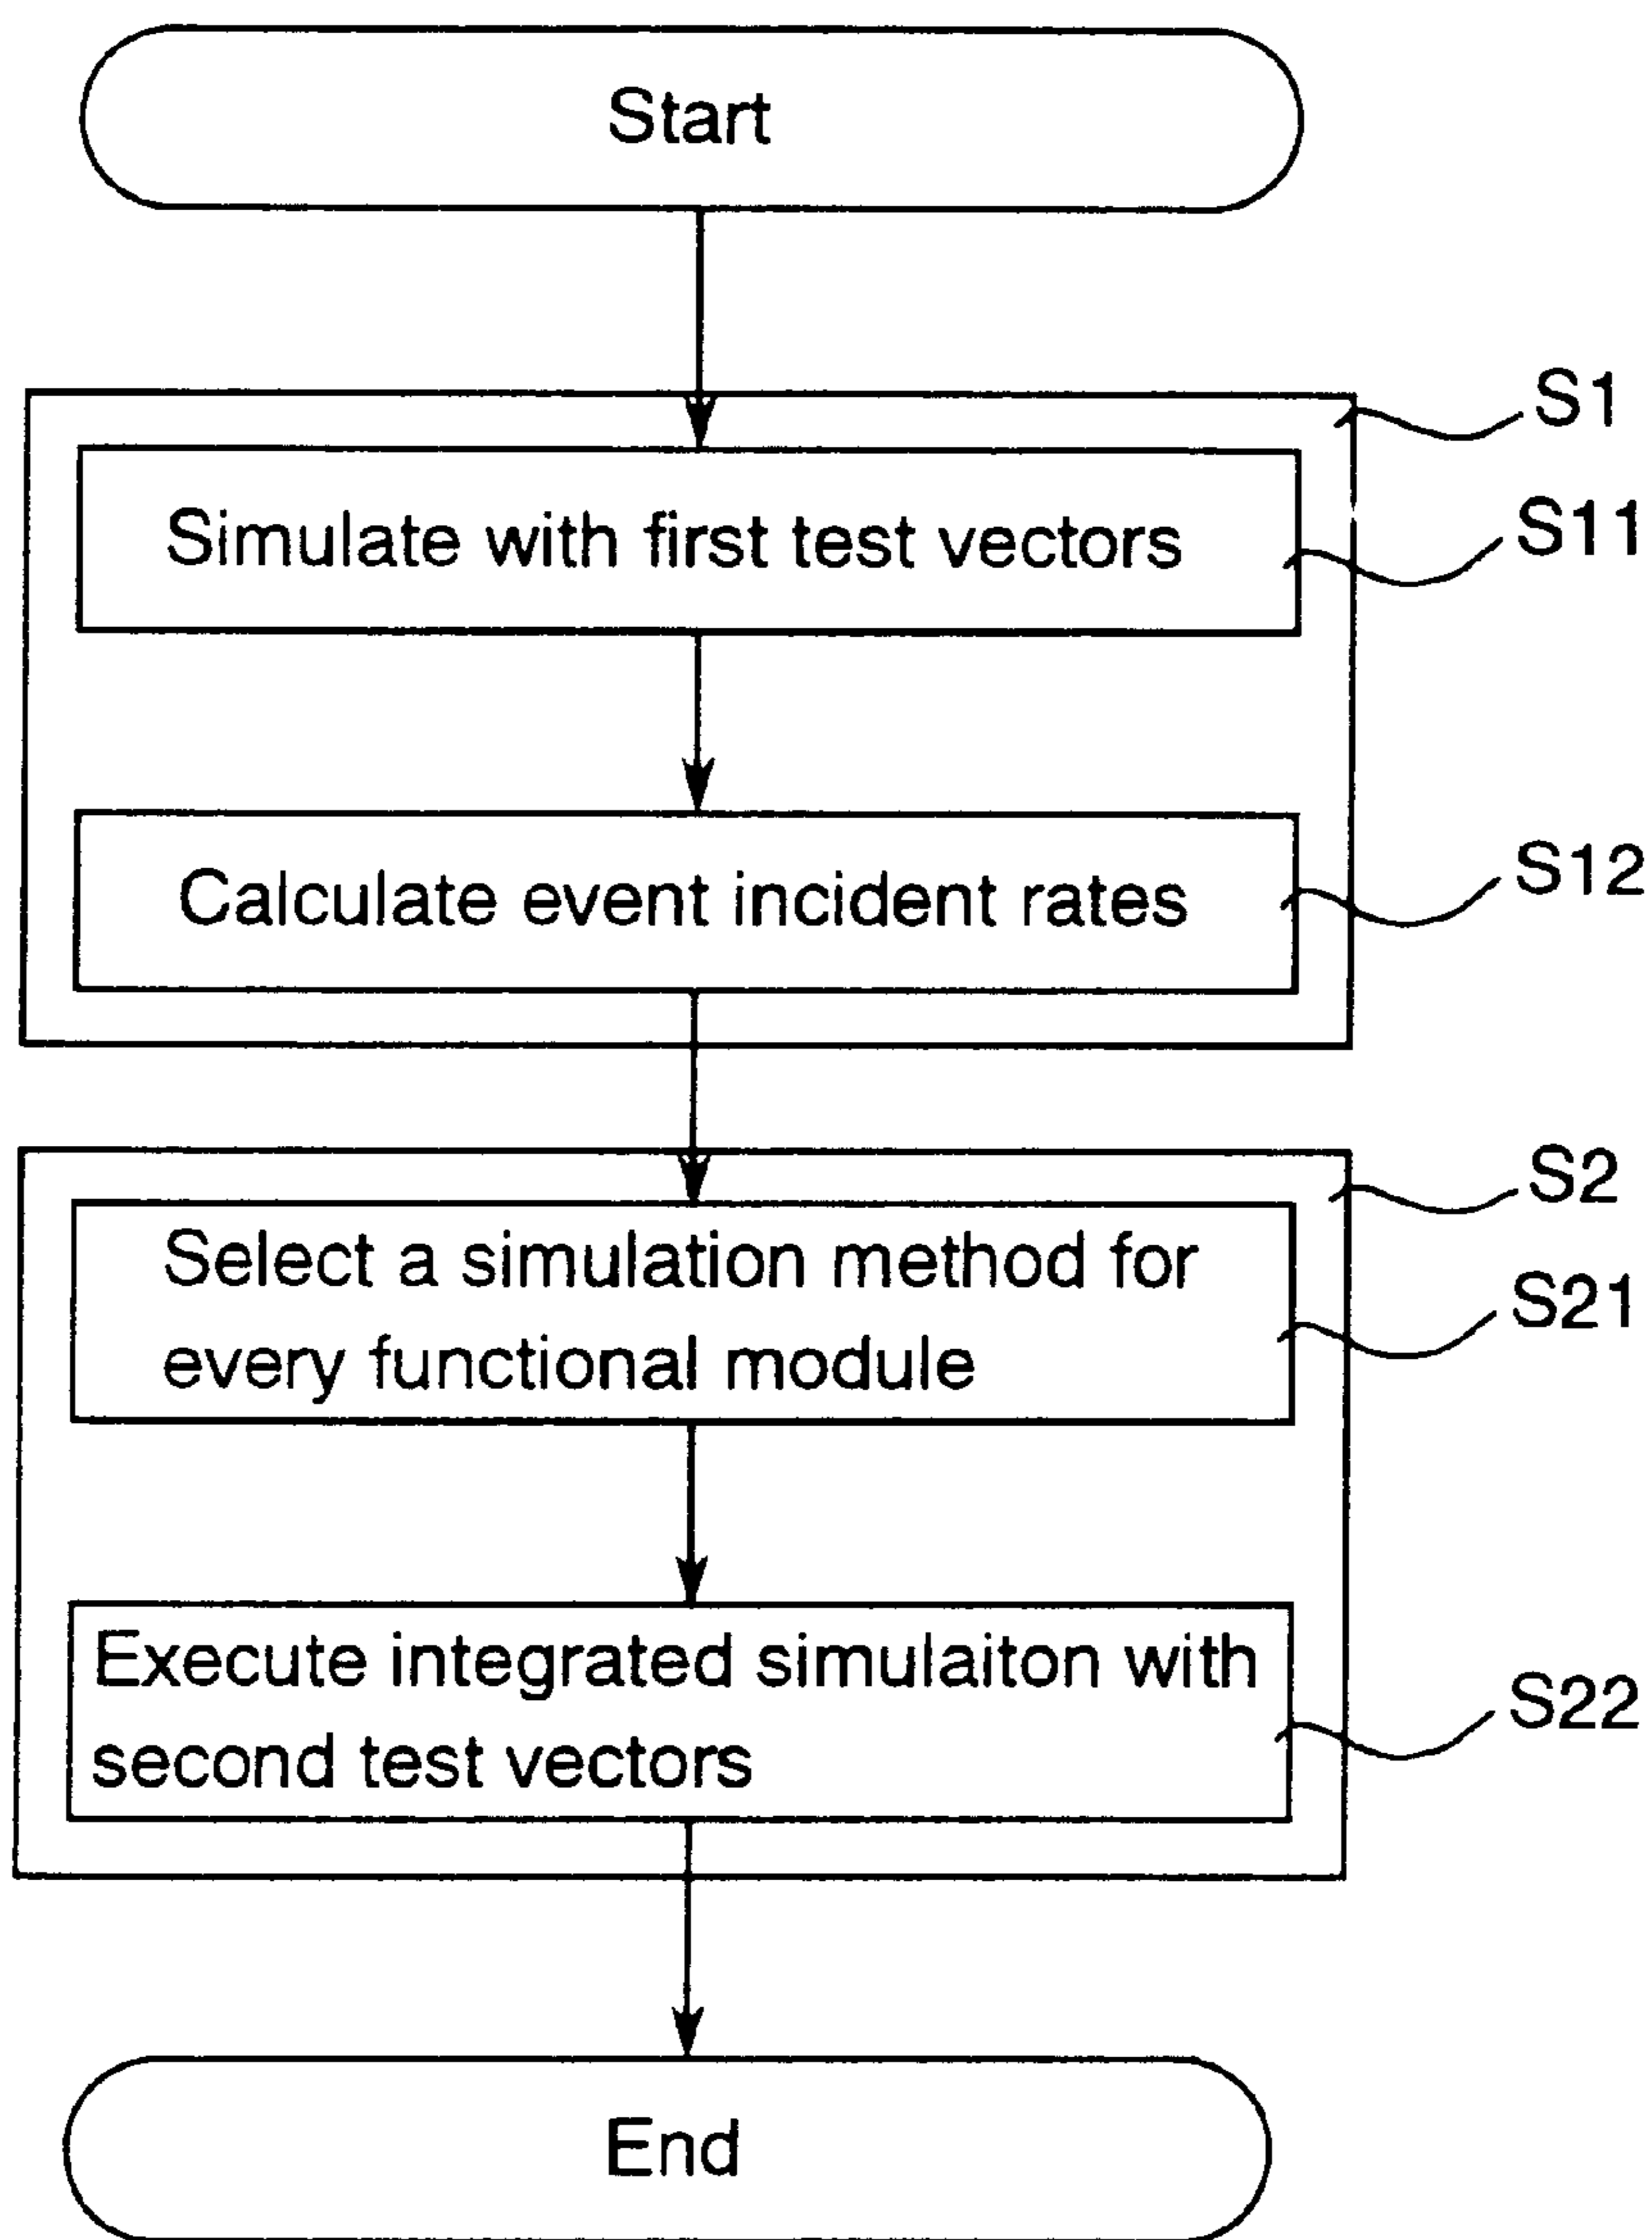 Start
S1
Simulate with first test vectors
S11
Calculate event incident rates
S12
S2
Select a simulation method for
every functional module
S21
Execute integrated simulaiton with
second test vectors
S22
End